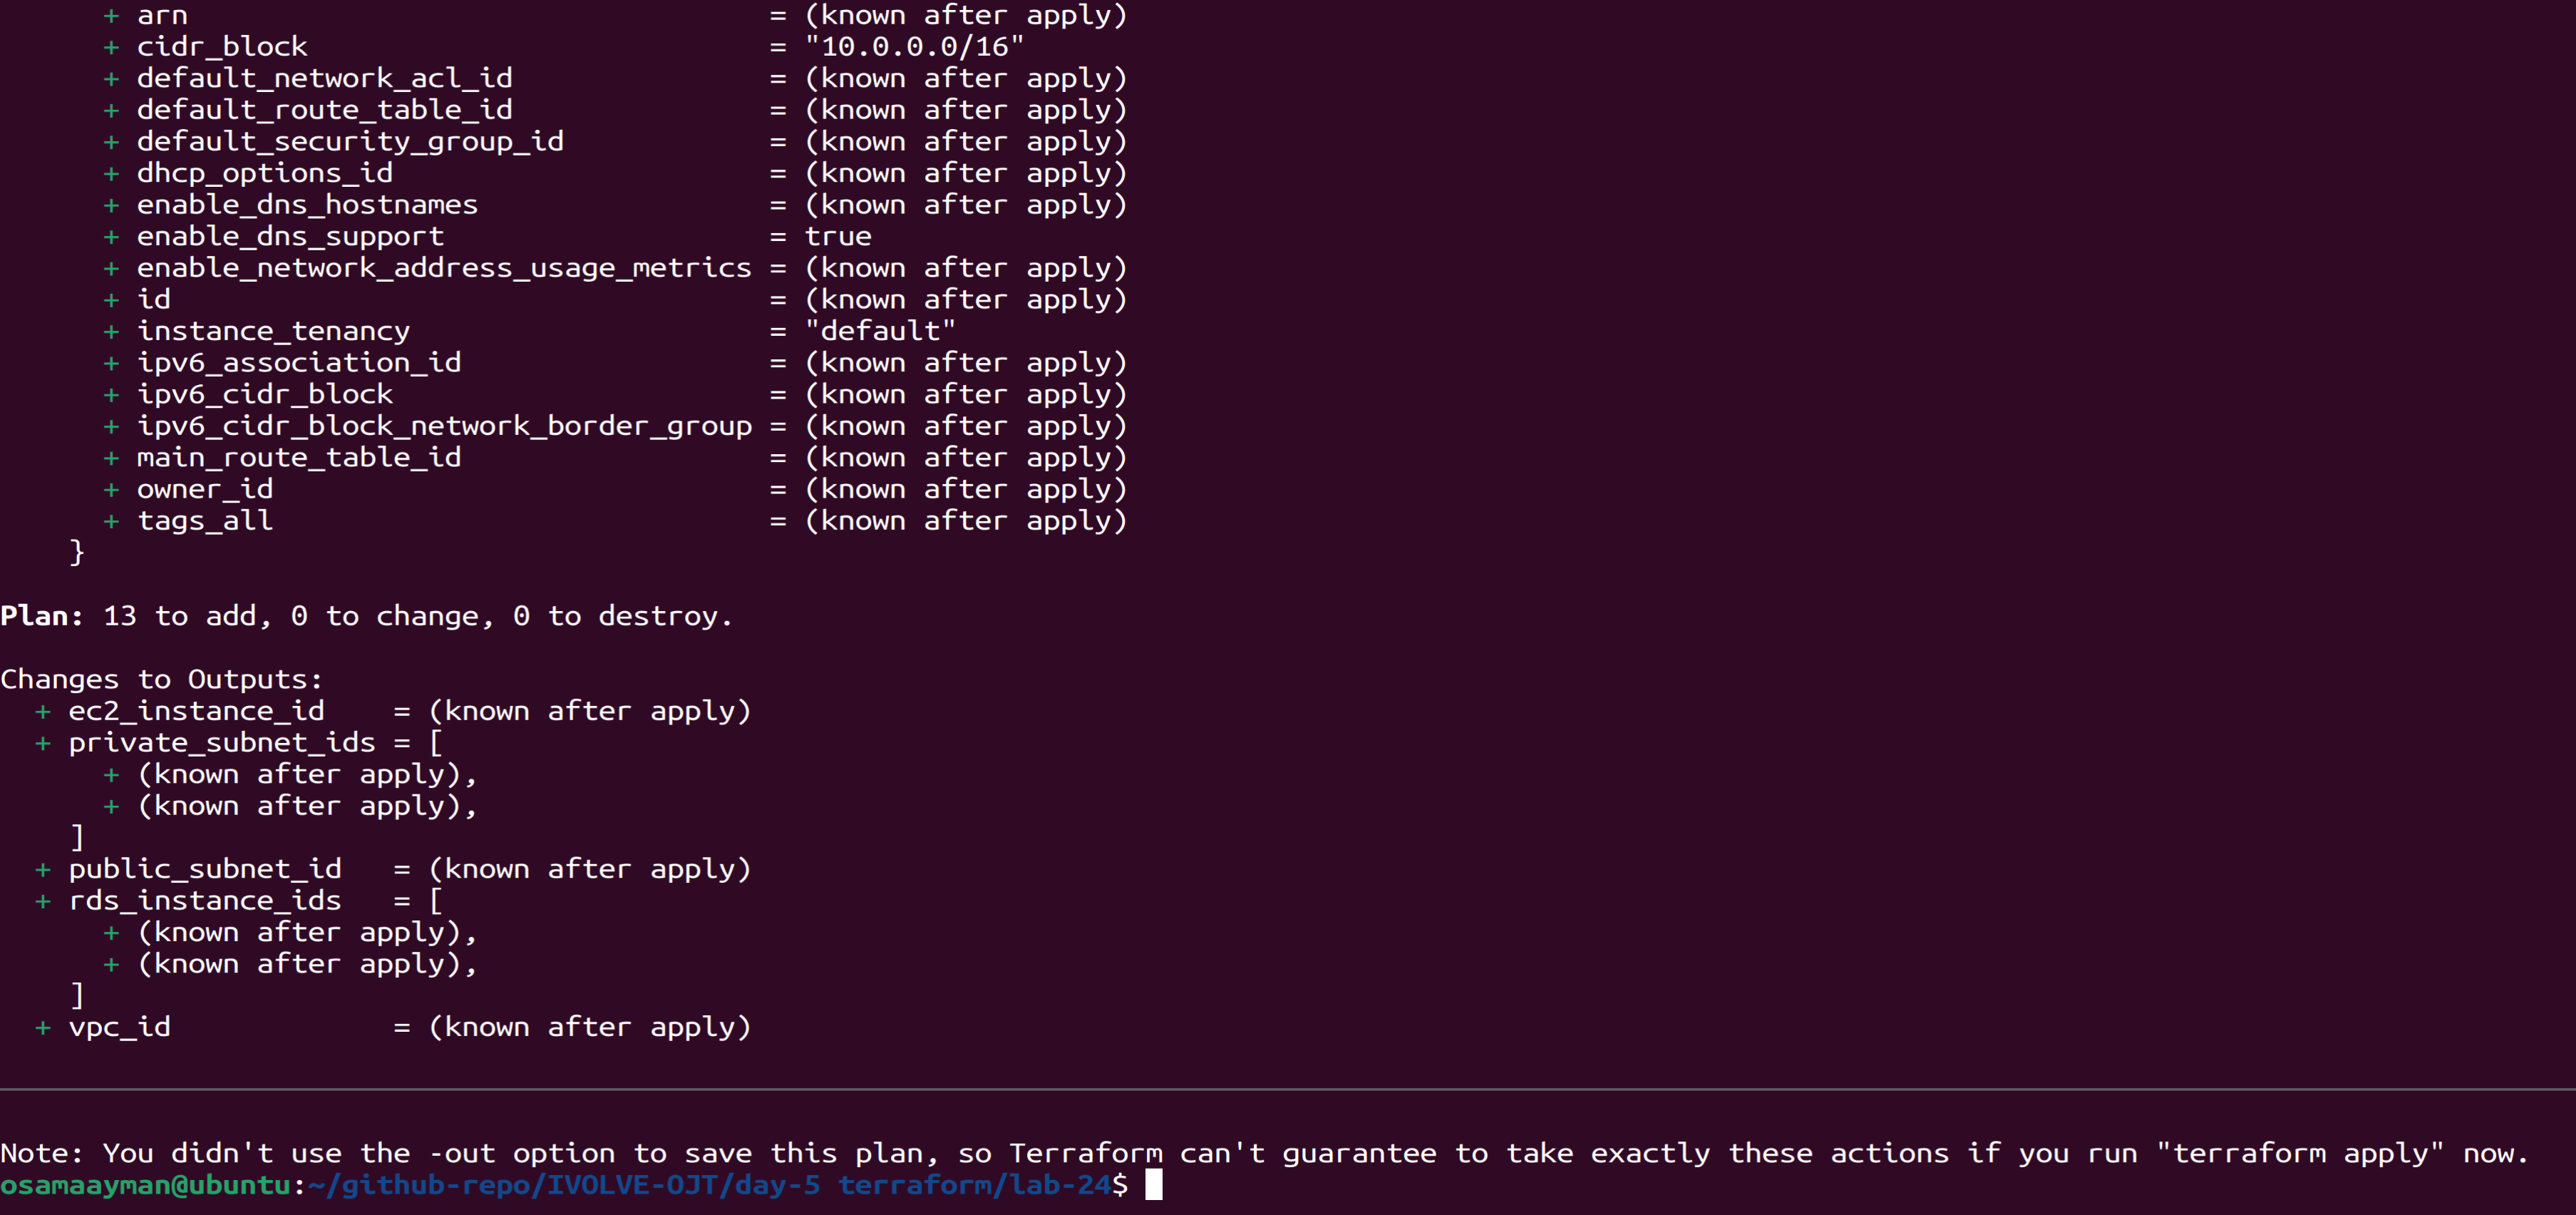 + arn                                  = (known after apply)
+ cidr_block                           = "10.0.0.0/16"
+ default_network_acl_id               = (known after apply)
+ default_route_table_id               = (known after apply)
+ default_security_group_id            = (known after apply)
+ dhcp_options_id                      = (known after apply)
+ enable_dns_hostnames                 = (known after apply)
+ enable_dns_support                   = true
+ enable_network_address_usage_metrics = (known after apply)
+ id                                   = (known after apply)
+ instance_tenancy                     = "default"
+ ipv6_association_id                  = (known after apply)
+ ipv6_cidr_block                      = (known after apply)
+ ipv6_cidr_block_network_border_group = (known after apply)
+ main_route_table_id                  = (known after apply)
+ owner_id                             = (known after apply)
+ tags_all                             = (known after apply)
}
Plan: 13 to add, 0 to change, 0 to destroy.
Changes to Outputs:
+ ec2_instance_id    = (known after apply)
+ private_subnet_ids = [
+ (known after apply),
+ (known after apply),
]
+ public_subnet_id   = (known after apply)
+ rds_instance_ids   = [
+ (known after apply),
+ (known after apply),
]
+ vpc_id             = (known after apply)
Note: You didn't use the -out option to save this plan, so Terraform can't guarantee to take exactly these actions if you run "terraform apply" now.
osamaayman@ubuntu:~/github-repo/IVOLVE-OJT/day-5 terraform/lab-24$